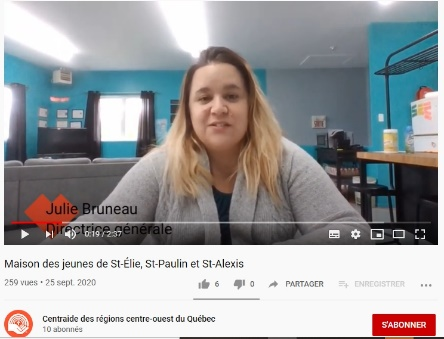 Julie Bruneau
Directrice générale
0:19 / 2:37
Maison des jeunes de St-Élie, St-Paulin et St-Alexis
259 vues • 25 sept. 2020
6
0
PARTAGER
ENREGISTRER
Centraide des régions centre-ouest du Québec
10 abonnés
S'ABONNER